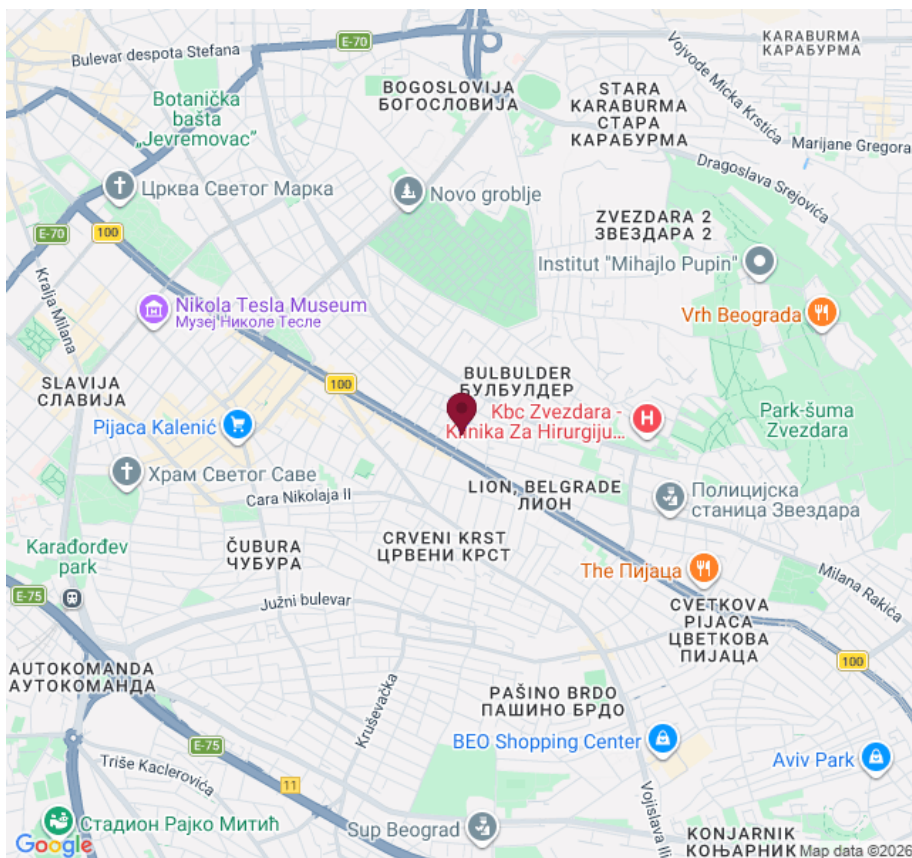 E-70
Bulevar despota Stefana
KARABURMA
КАРАБУРМА
Vojvode Micka Krstića
BOGOSLOVIJA
БОГОСЛОВИЈА
STARA
KARABURMA
СТАРА
КАРАБУРМА
Botanička
bašta
„Jevremovac”
Marijane Gregora
Dragoslava Srejovića
Црква Светог Марка
Novo groblje
E-70
100
ZVEZDARA 2
ЗВЕЗДАРА 2
Institut "Mihajlo Pupin"
Kralja Milana
Nikola Tesla Museum
Музеј Николе Тесле
Vrh Beograda
SLAVIJA
СЛАВИЈА
100
BULBULDER
БУЛБУЛДЕР
Pijaca Kalenić
Kbc Zvezdara -
Klinika Za Hirurgiju...
H
Park-šuma
Zvezdara
Храм Светог Саве
Cara Nikolaja II
LION, BELGRADE
ЛИОН
Полицијска
станица Звездара
Karađorđev
park
ČUBURA
ЧУБУРА
CRVENI KRST
ЦРВЕНИ КРСТ
The Пијаца
Milana Rakića
E-75
Južni bulevar
CVETKOVA
PIJACA
ЦВЕТКОВА
ПИЈАЦА
100
AUTOKOMANDA
АУТОКОМАНДА
Kruševačka
PAŠINO BRDO
ПАШИНО БРДО
E-75
BEO Shopping Center
Aviv Park
Triše Kaclerovića
11
Vojislava Ili
Стадион Рајко Митић
Sup Beograd
KONJARNIK
КОЊАРНИК
Google
Map data ©2026